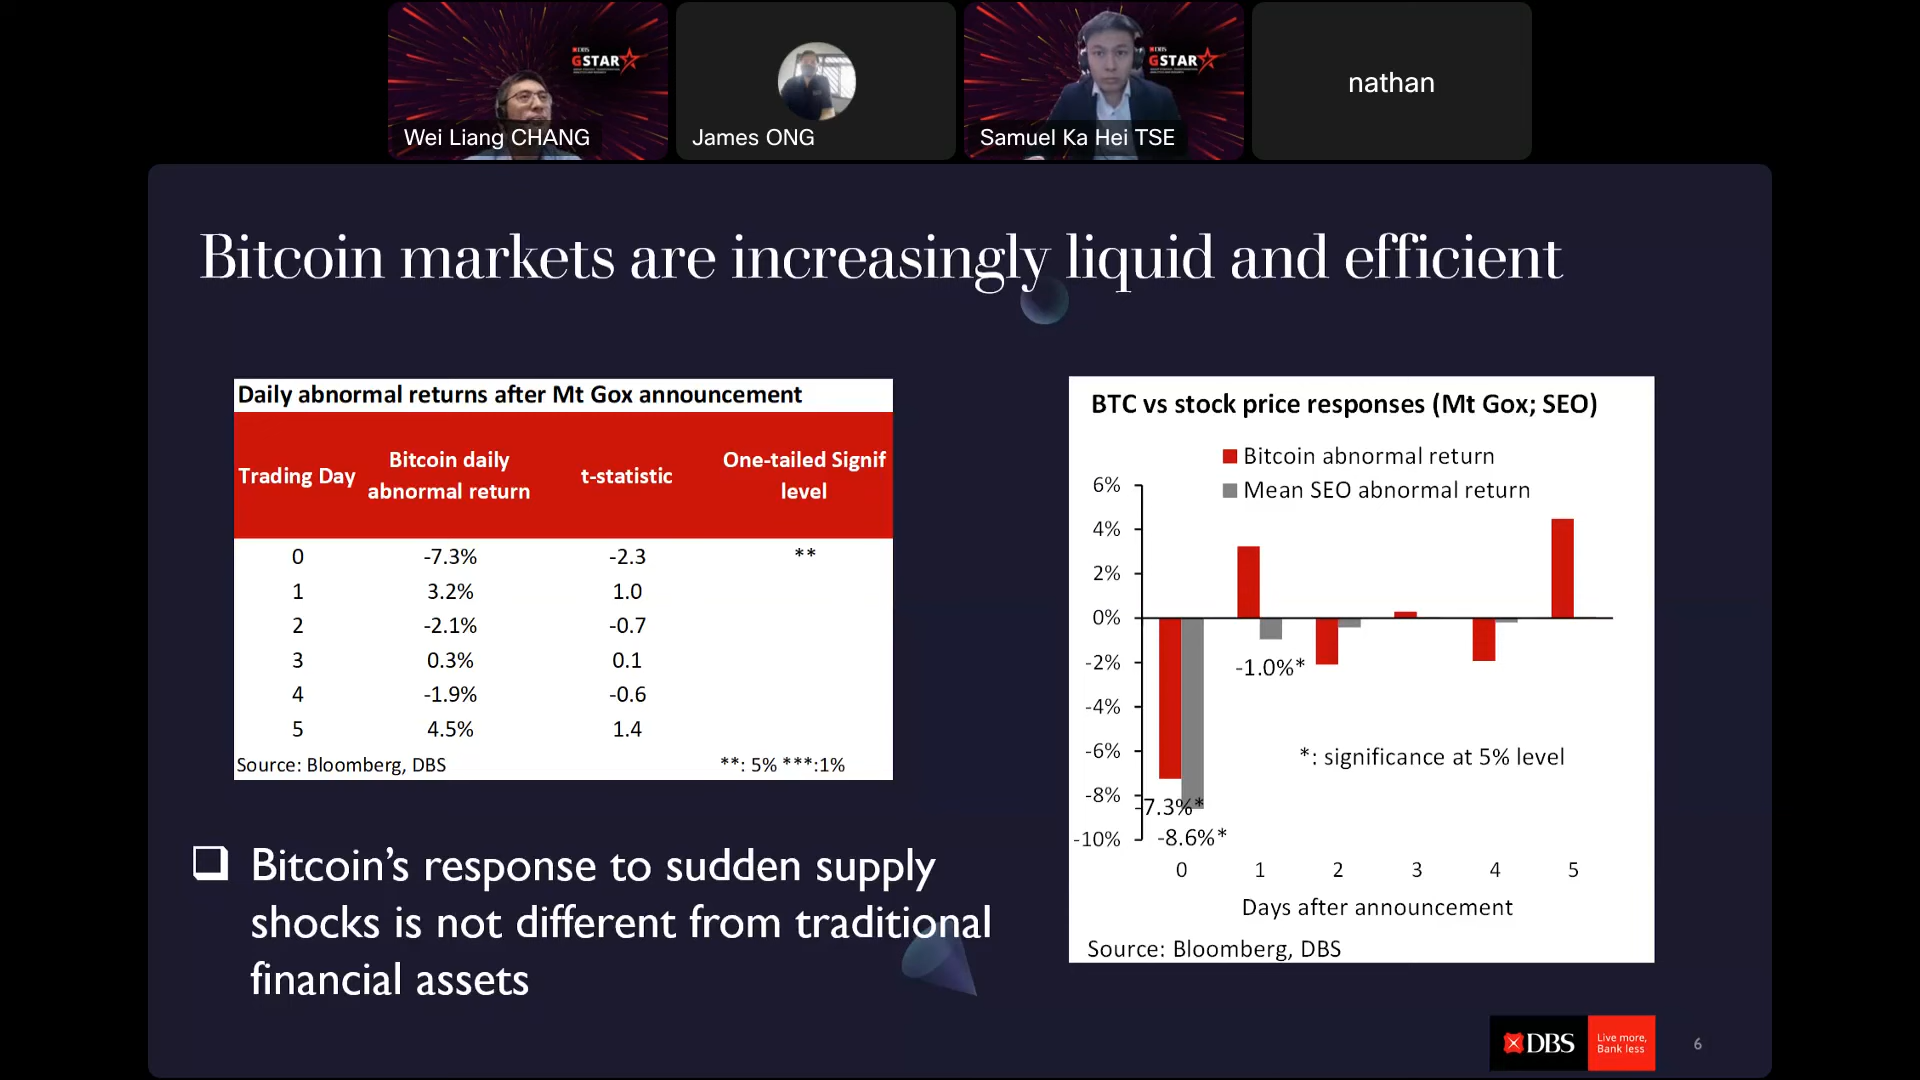 DBS
GSTAR
Wei Liang CHANG
James ONG
DBS
GSTAR
Samuel Ka Hei TSE
nathan
Bitcoin markets are increasingly liquid and efficient
Daily abnormal returns after Mt Gox announcement
Trading Day Bitcoin daily abnormal return t-statistic One-tailed Signif level
0 -7.3% -2.3 **
1 3.2% 1.0
2 -2.1% -0.7
3 0.3% 0.1
4 -1.9% -0.6
5 4.5% 1.4
Source: Bloomberg, DBS **: 5% ***:1%
Bitcoin’s response to sudden supply
shocks is not different from traditional
financial assets
BTC vs stock price responses (Mt Gox; SEO)
Bitcoin abnormal return
Mean SEO abnormal return
6%
4%
2%
0%
-2%
-4%
-6%
-8%
-10%
-1.0%*
*: significance at 5% level
-7.3%*
-8.6%*
0 1 2 3 4 5
Days after announcement
Source: Bloomberg, DBS
DBS
Live more,
Bank less
6